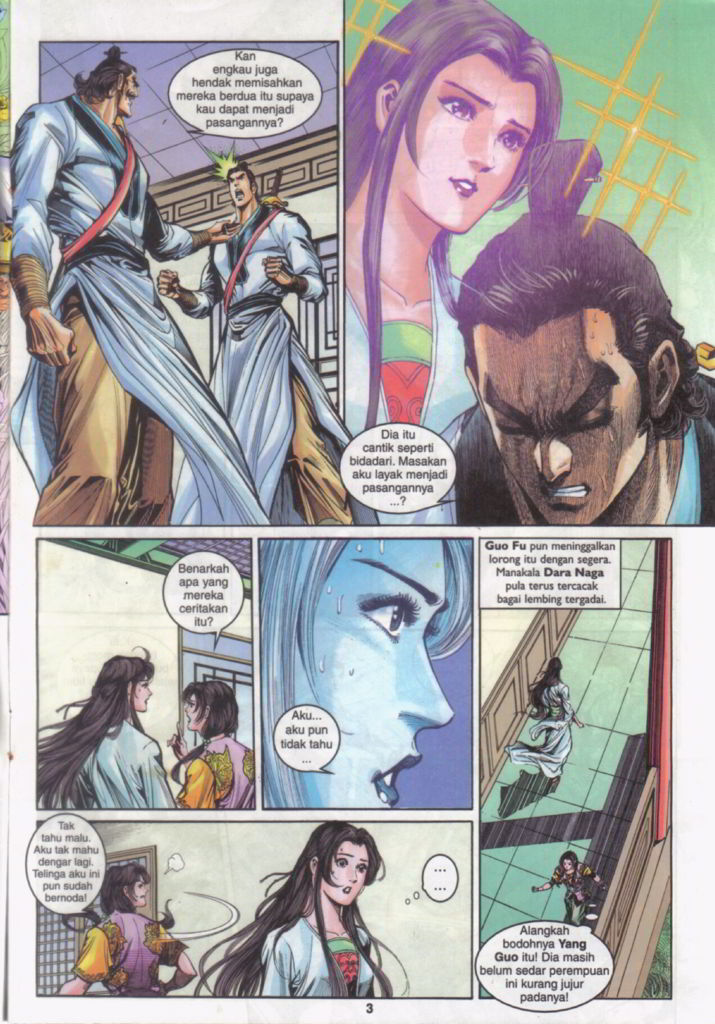 Kan
engkau juga
hendak memisahkan
mereka berdua itu supaya
kau dapat menjadi
pasangannya?
Dia itu
cantik seperti
bidadari. Masakan
aku layak menjadi
pasangannya
...?
Benarkah
apa yang
mereka
ceritakan
itu?
Aku...
aku pun
tidak tahu
...
Guo Fu pun meninggalkan
lorong itu dengan segera.
Manakala Dara Naga
pula terus tercacak
bagai lembing tergadai.
Tak
tahu malu.
Aku tak mahu
dengar lagi.
Telinga aku ini
pun sudah
bernoda!
...
...
Alangkah
bodohnya Yang
Guo itu! Dia masih
belum sedar perempuan
ini kurang jujur
padanya!
3